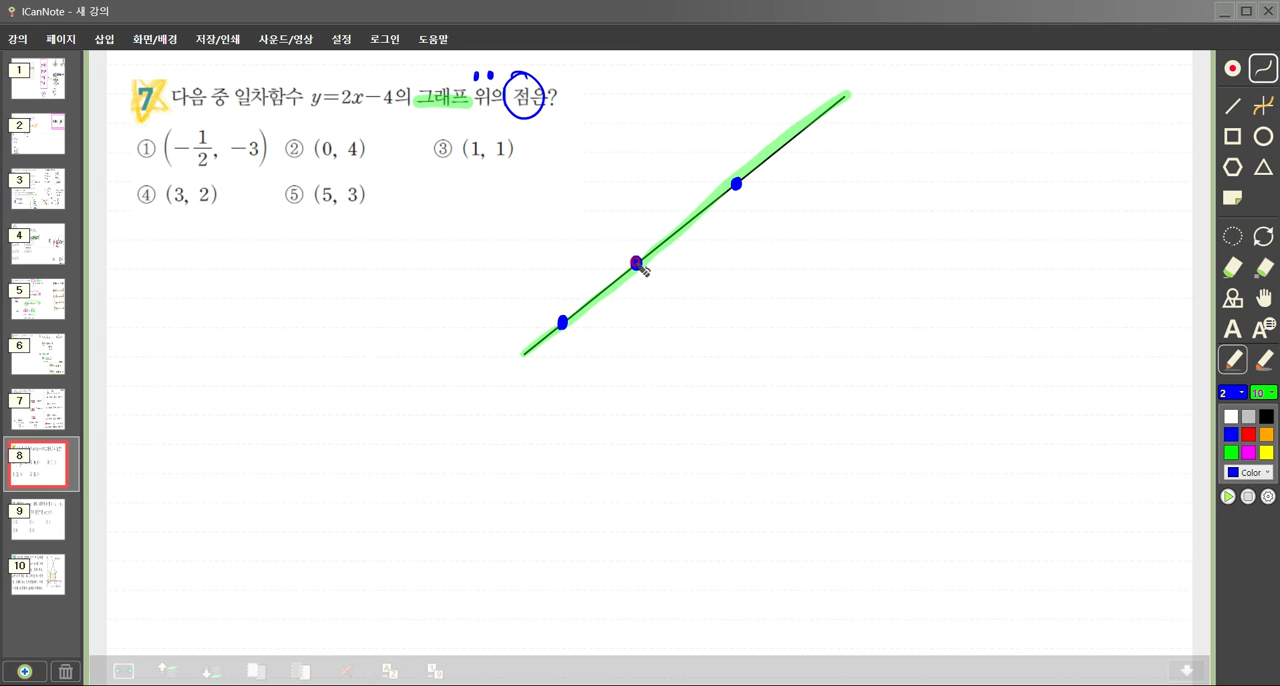 ICanNote - 새 강의
강의 페이지 삽입 화면/배경 저장/인쇄 사운드/영상 설정 로그인 도움말
7 다음 중 일차함수 y=2x-4의 그래프 위의 점은?
① (-1/2, -3) ② (0, 4) ③ (1, 1)
④ (3, 2) ⑤ (5, 3)
1
2
3
4
5
6
7
8
9
10
A A
2 10
Color